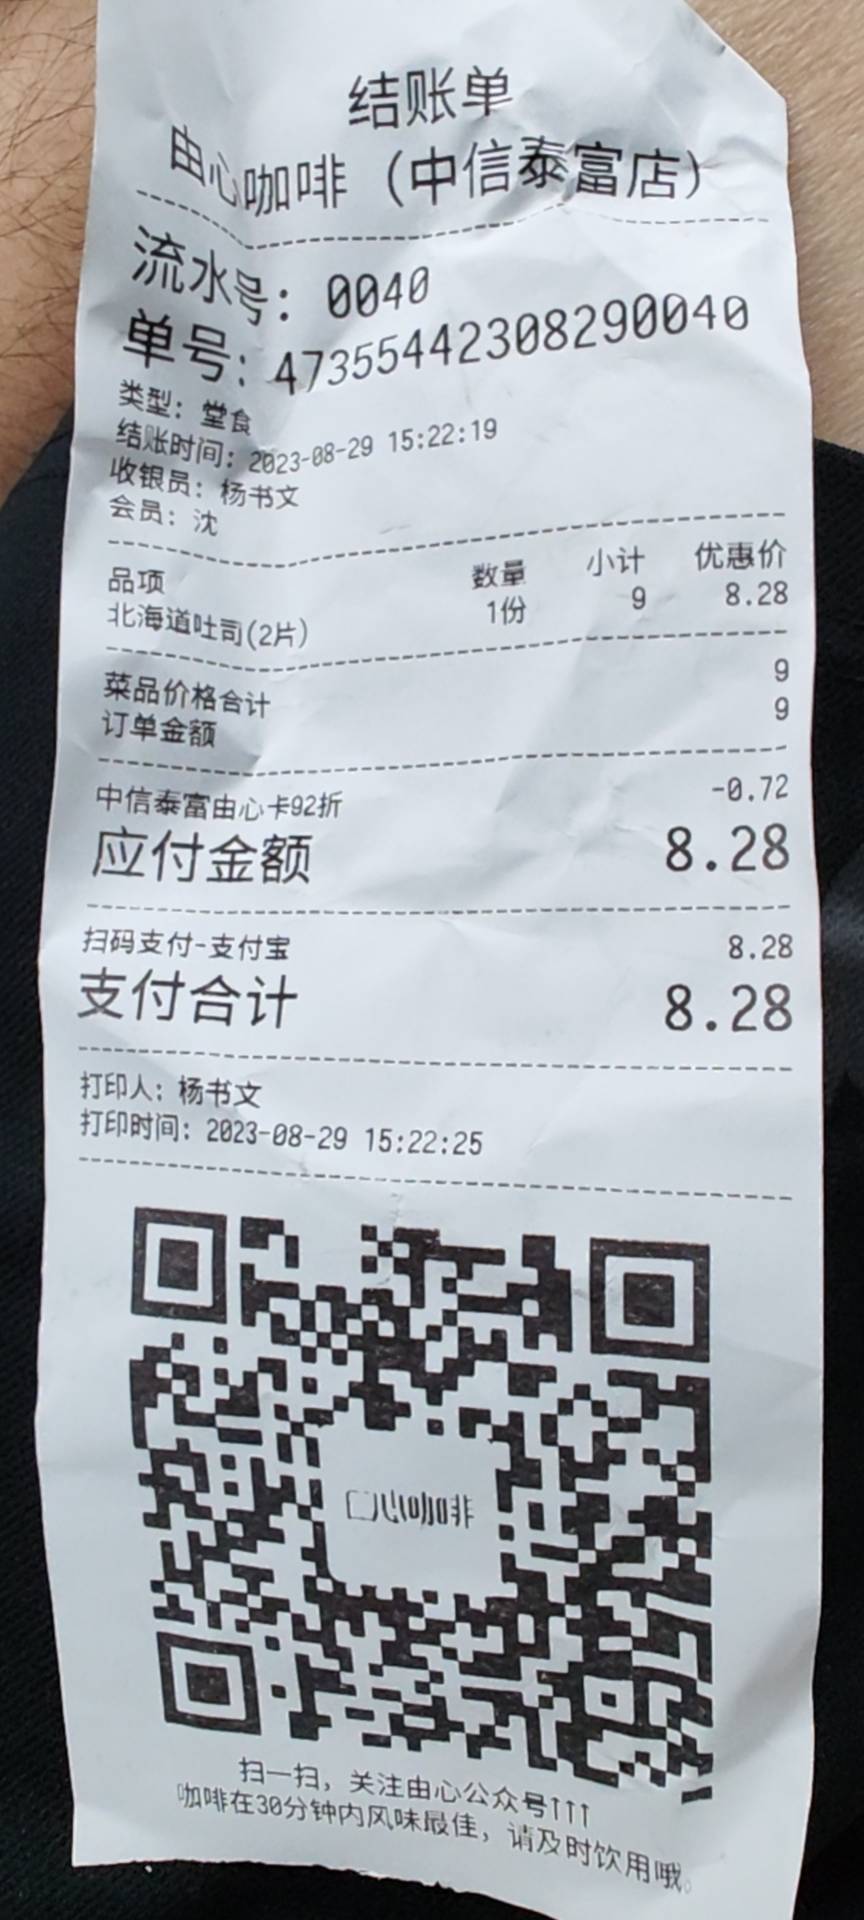 结账单
由心咖啡（中信泰富店）
流水号：0040
单号：47355442308290040
类型：堂食
结账时间：2023-08-29 15:22:19
收银员：杨书文
会员：沈
品项 数量 小计 优惠价
北海道吐司(2片) 1份 9 8.28
菜品价格合计 9
订单金额 9
中信泰富由心卡92折 -0.72
应付金额 8.28
扫码支付-支付宝 8.28
支付合计 8.28
打印人：杨书文
打印时间：2023-08-29 15:22:25
心咖啡
扫一扫，关注由心公众号↑↑↑
咖啡在30分钟内风味最佳，请及时饮用哦。